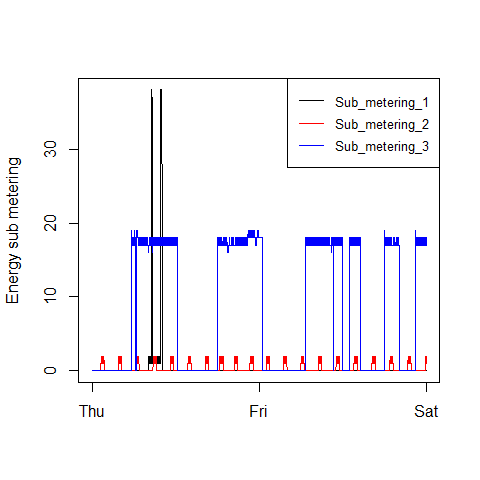 Sub_metering_1
Sub_metering_2
Sub_metering_3
Energy sub metering
30
20
10
0
Thu
Fri
Sat